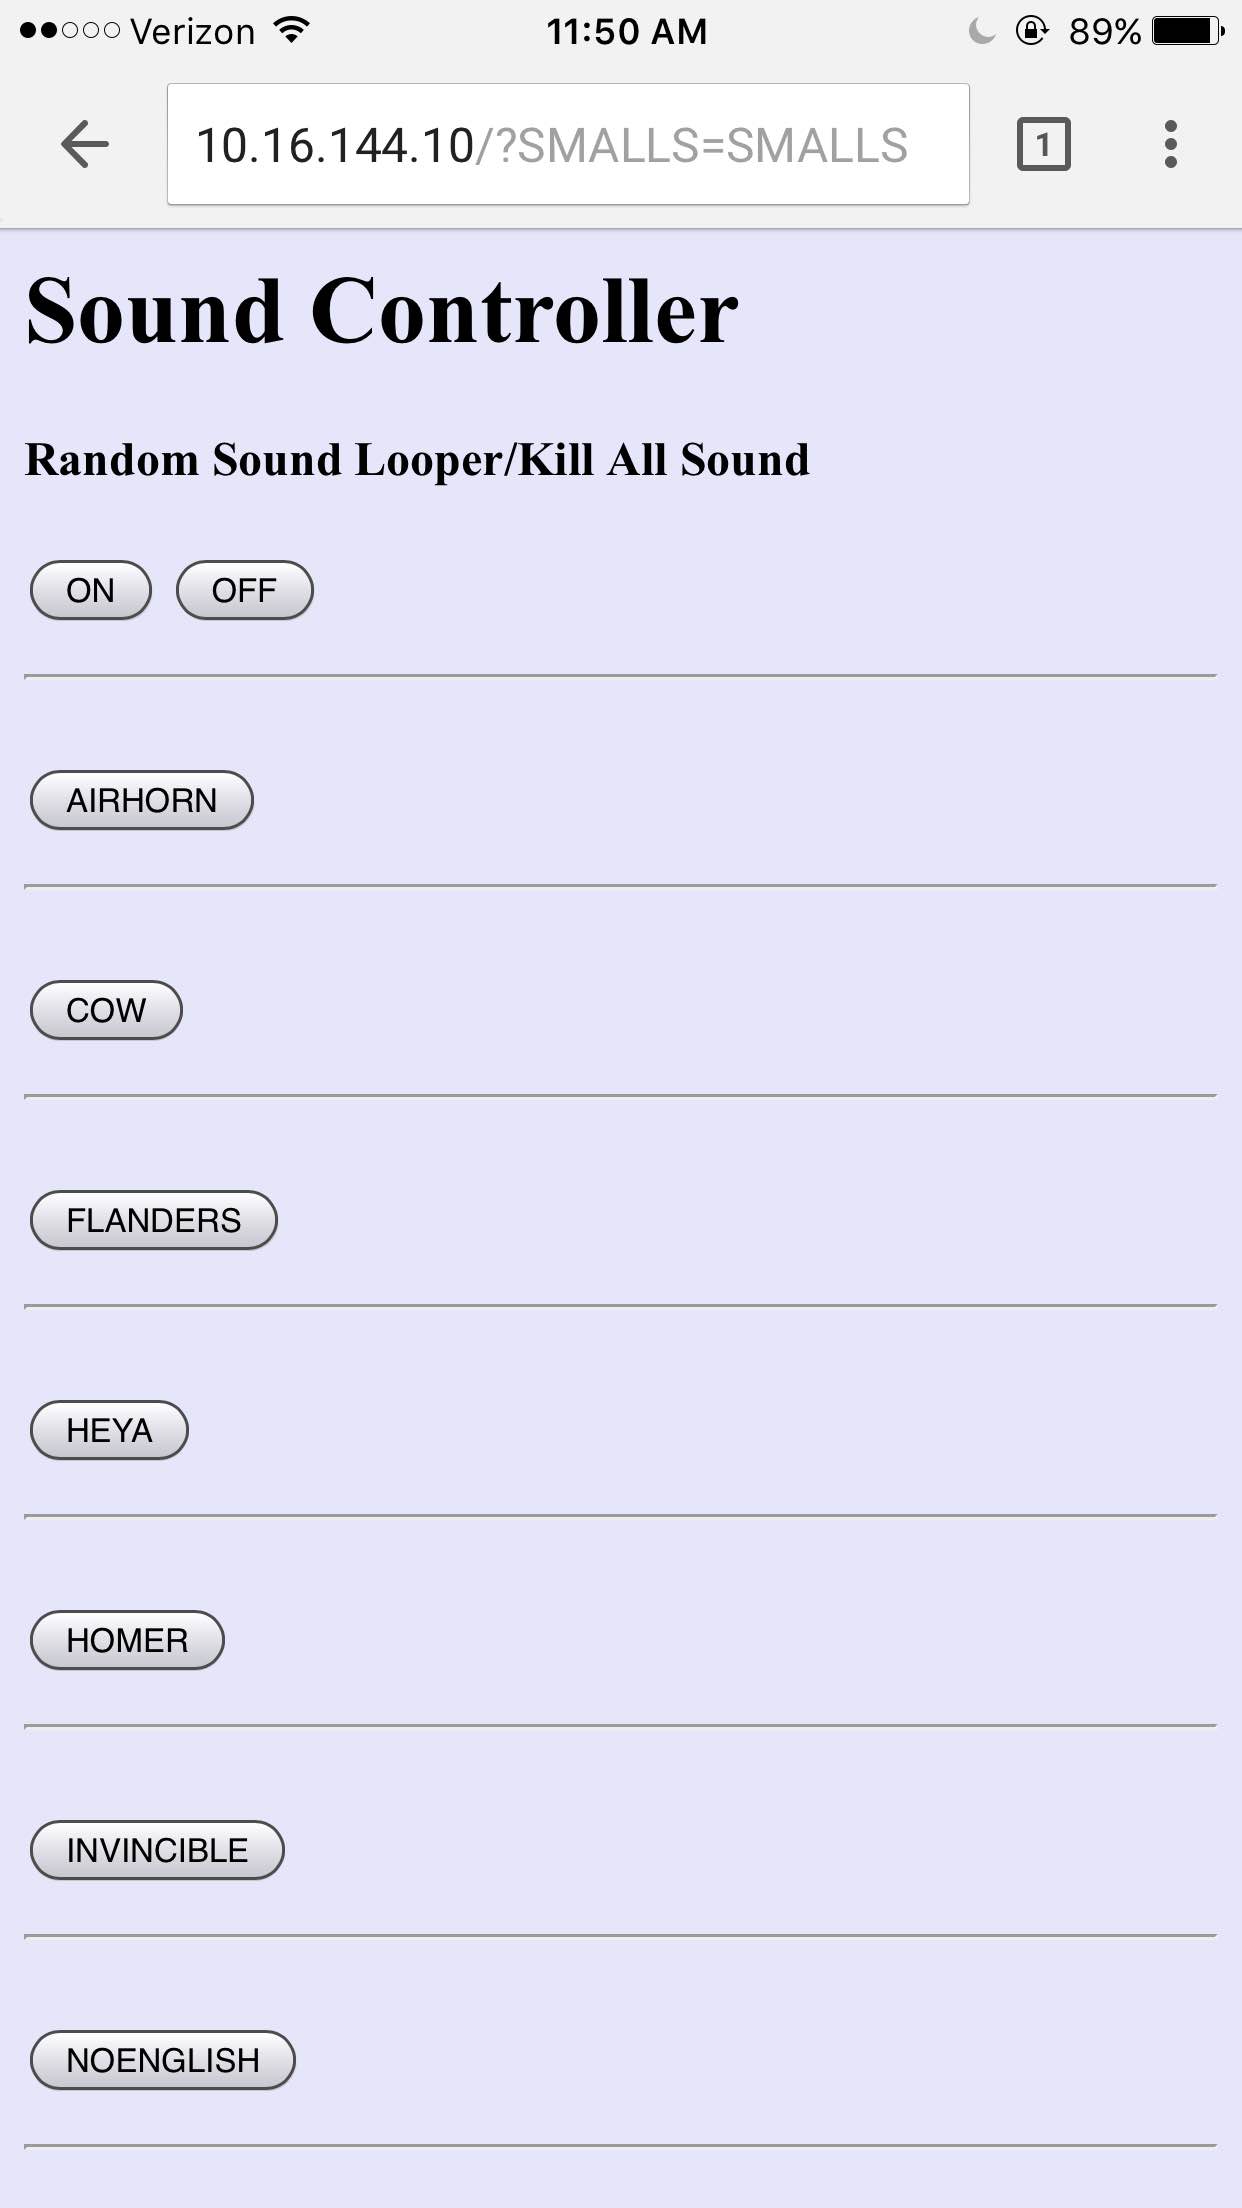 Verizon 11:50 AM 89%
10.16.144.10/?SMALLS=SMALLS 1
Sound Controller
Random Sound Looper/Kill All Sound
ON OFF
AIRHORN
COW
FLANDERS
HEYA
HOMER
INVINCIBLE
NOENGLISH